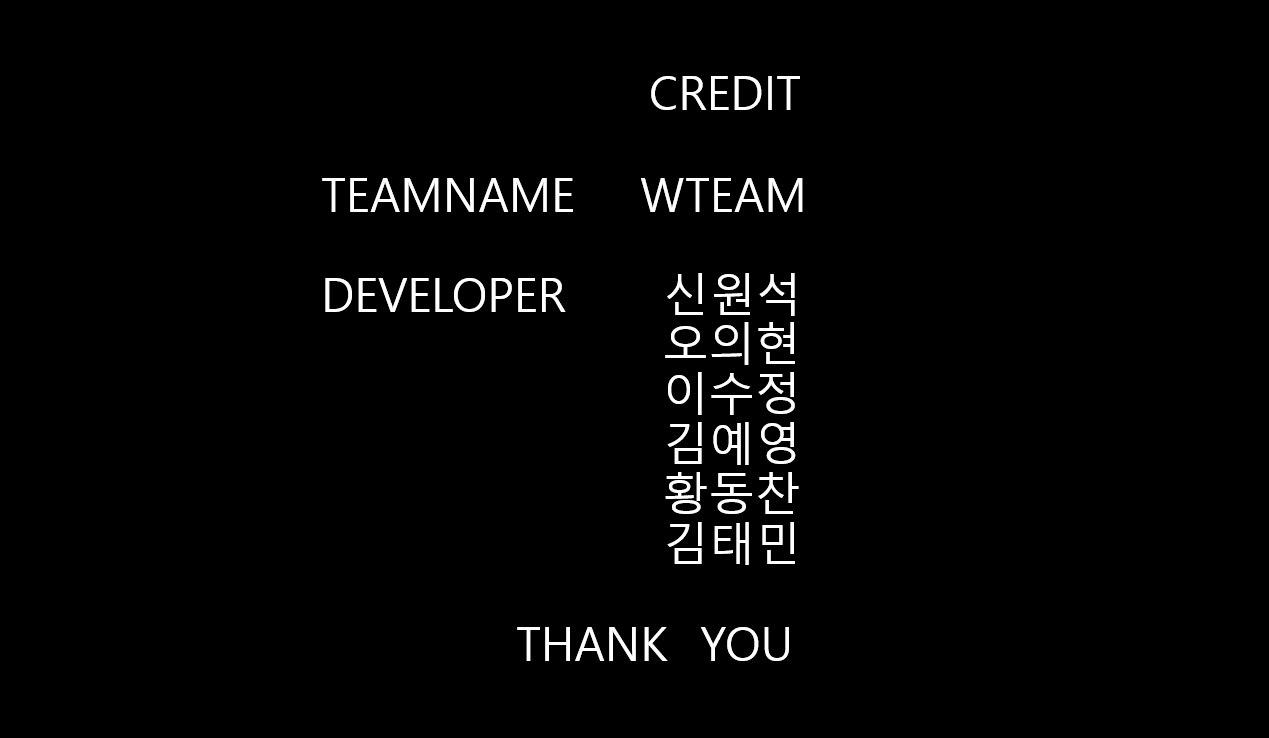 CREDIT
TEAMNAME WTEAM
DEVELOPER 신원석
오의현
이수정
김예영
황동찬
김태민
THANK YOU